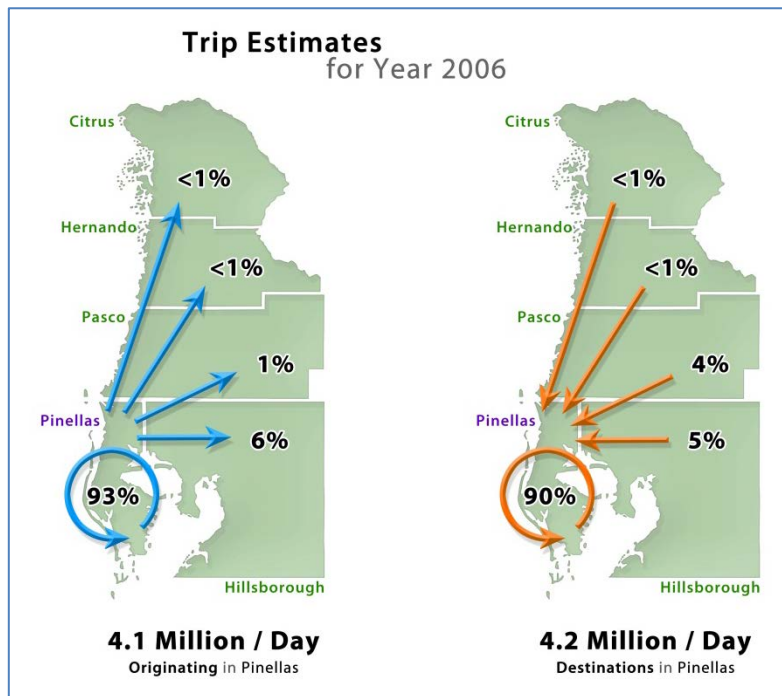 Trip Estimates
for Year 2006
Citrus
<1%
Hernando
<1%
Pasco
1%
Pinellas
6%
93%
Hillsborough
4.1 Million / Day
Originating in Pinellas
Citrus
<1%
Hernando
<1%
Pasco
4%
Pinellas
5%
90%
Hillsborough
4.2 Million / Day
Destinations in Pinellas